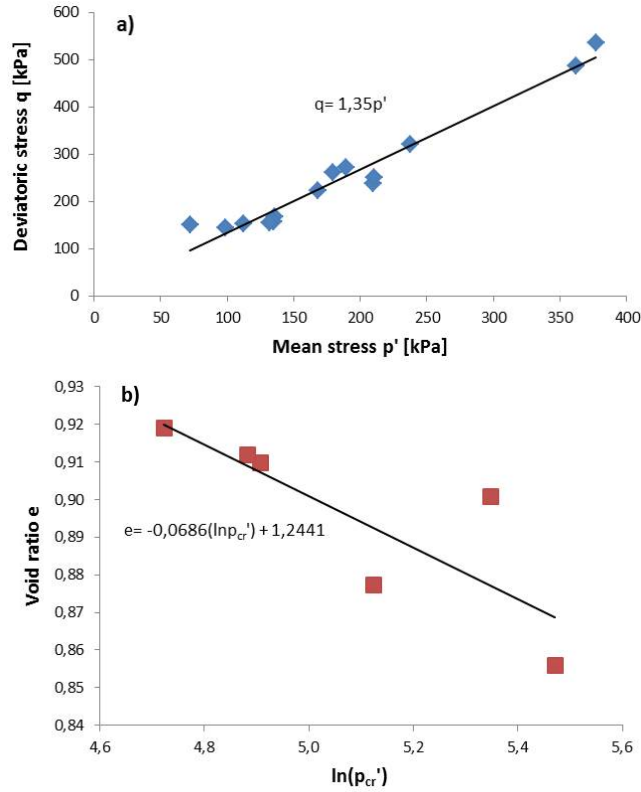 a)
600
500
400
300
200
100
0
Deviatoric stress q [kPa]
q= 1,35p'
0 50 100 150 200 250 300 350 400
Mean stress p' [kPa]
b)
0,93
0,92
0,91
0,90
0,89
0,88
0,87
0,86
0,85
0,84
Void ratio e
e= -0,0686(lnpcr') + 1,2441
4,6 4,8 5,0 5,2 5,4 5,6
ln(pcr')